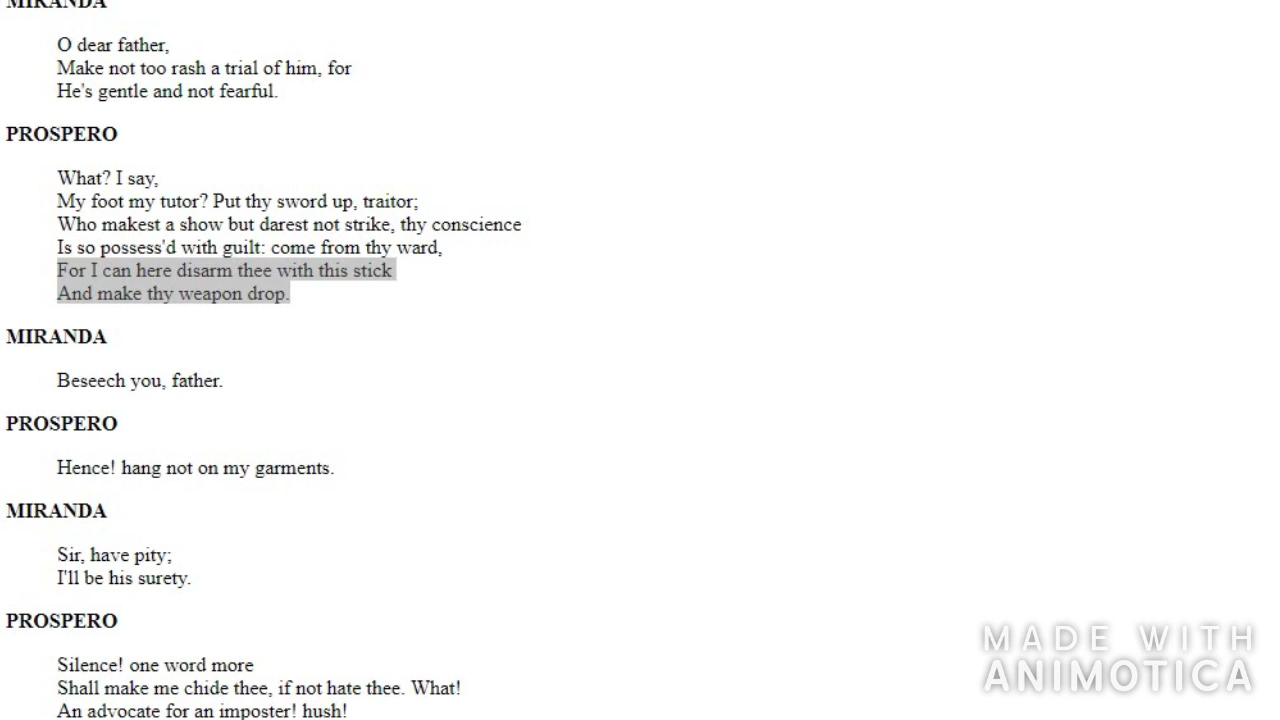 MIRANDA
O dear father,
Make not too rash a trial of him, for
He's gentle and not fearful.
PROSPERO
What? I say,
My foot my tutor? Put thy sword up, traitor;
Who makest a show but darest not strike, thy conscience
Is so possess'd with guilt: come from thy ward,
For I can here disarm thee with this stick
And make thy weapon drop.
MIRANDA
Beseech you, father.
PROSPERO
Hence! hang not on my garments.
MIRANDA
Sir, have pity;
I'll be his surety.
PROSPERO
Silence! one word more
Shall make me chide thee, if not hate thee. What!
An advocate for an imposter! hush!
MADE WITH
ANIMOTICA